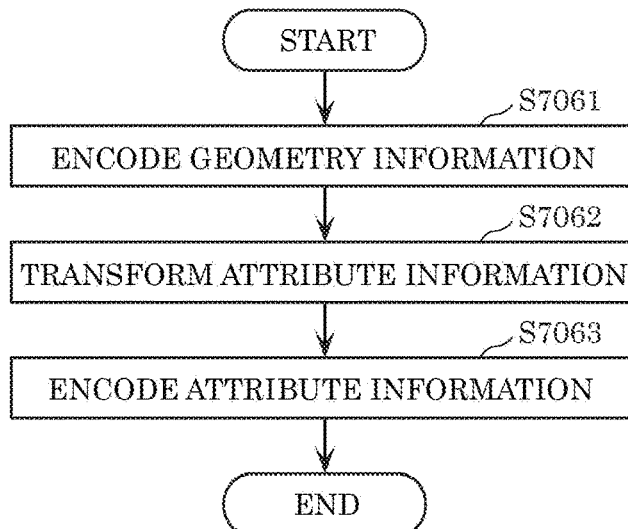 START
S7061
ENCODE GEOMETRY INFORMATION
S7062
TRANSFORM ATTRIBUTE INFORMATION
S7063
ENCODE ATTRIBUTE INFORMATION
END